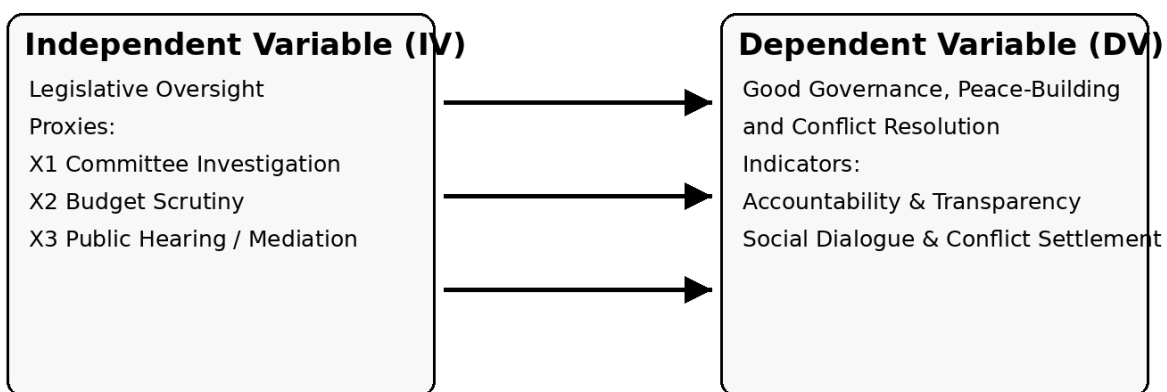 Independent Variable (IV)
Legislative Oversight
Proxies:
X1 Committee Investigation
X2 Budget Scrutiny
X3 Public Hearing / Mediation
Dependent Variable (DV)
Good Governance, Peace-Building
and Conflict Resolution
Indicators:
Accountability & Transparency
Social Dialogue & Conflict Settlement